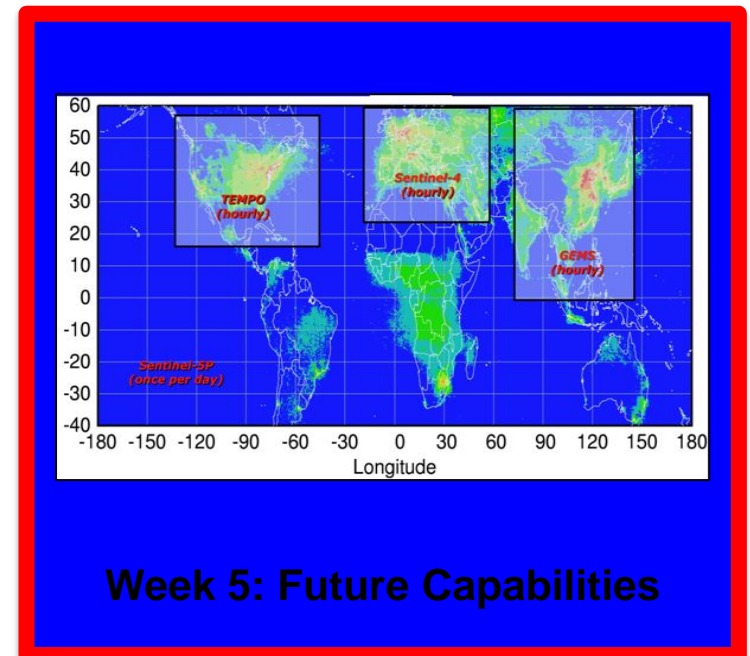 60
50
40
30
20
10
0
-10
-20
-30
-40
TEMPO
(hourly)
Sentinel-4
(hourly)
GEMS
(hourly)
Sentinel-5P
(once per day)
-180 -150 -120 -90 -60 -30 0 30 60 90 120 150 180
Longitude
Week 5: Future Capabilities